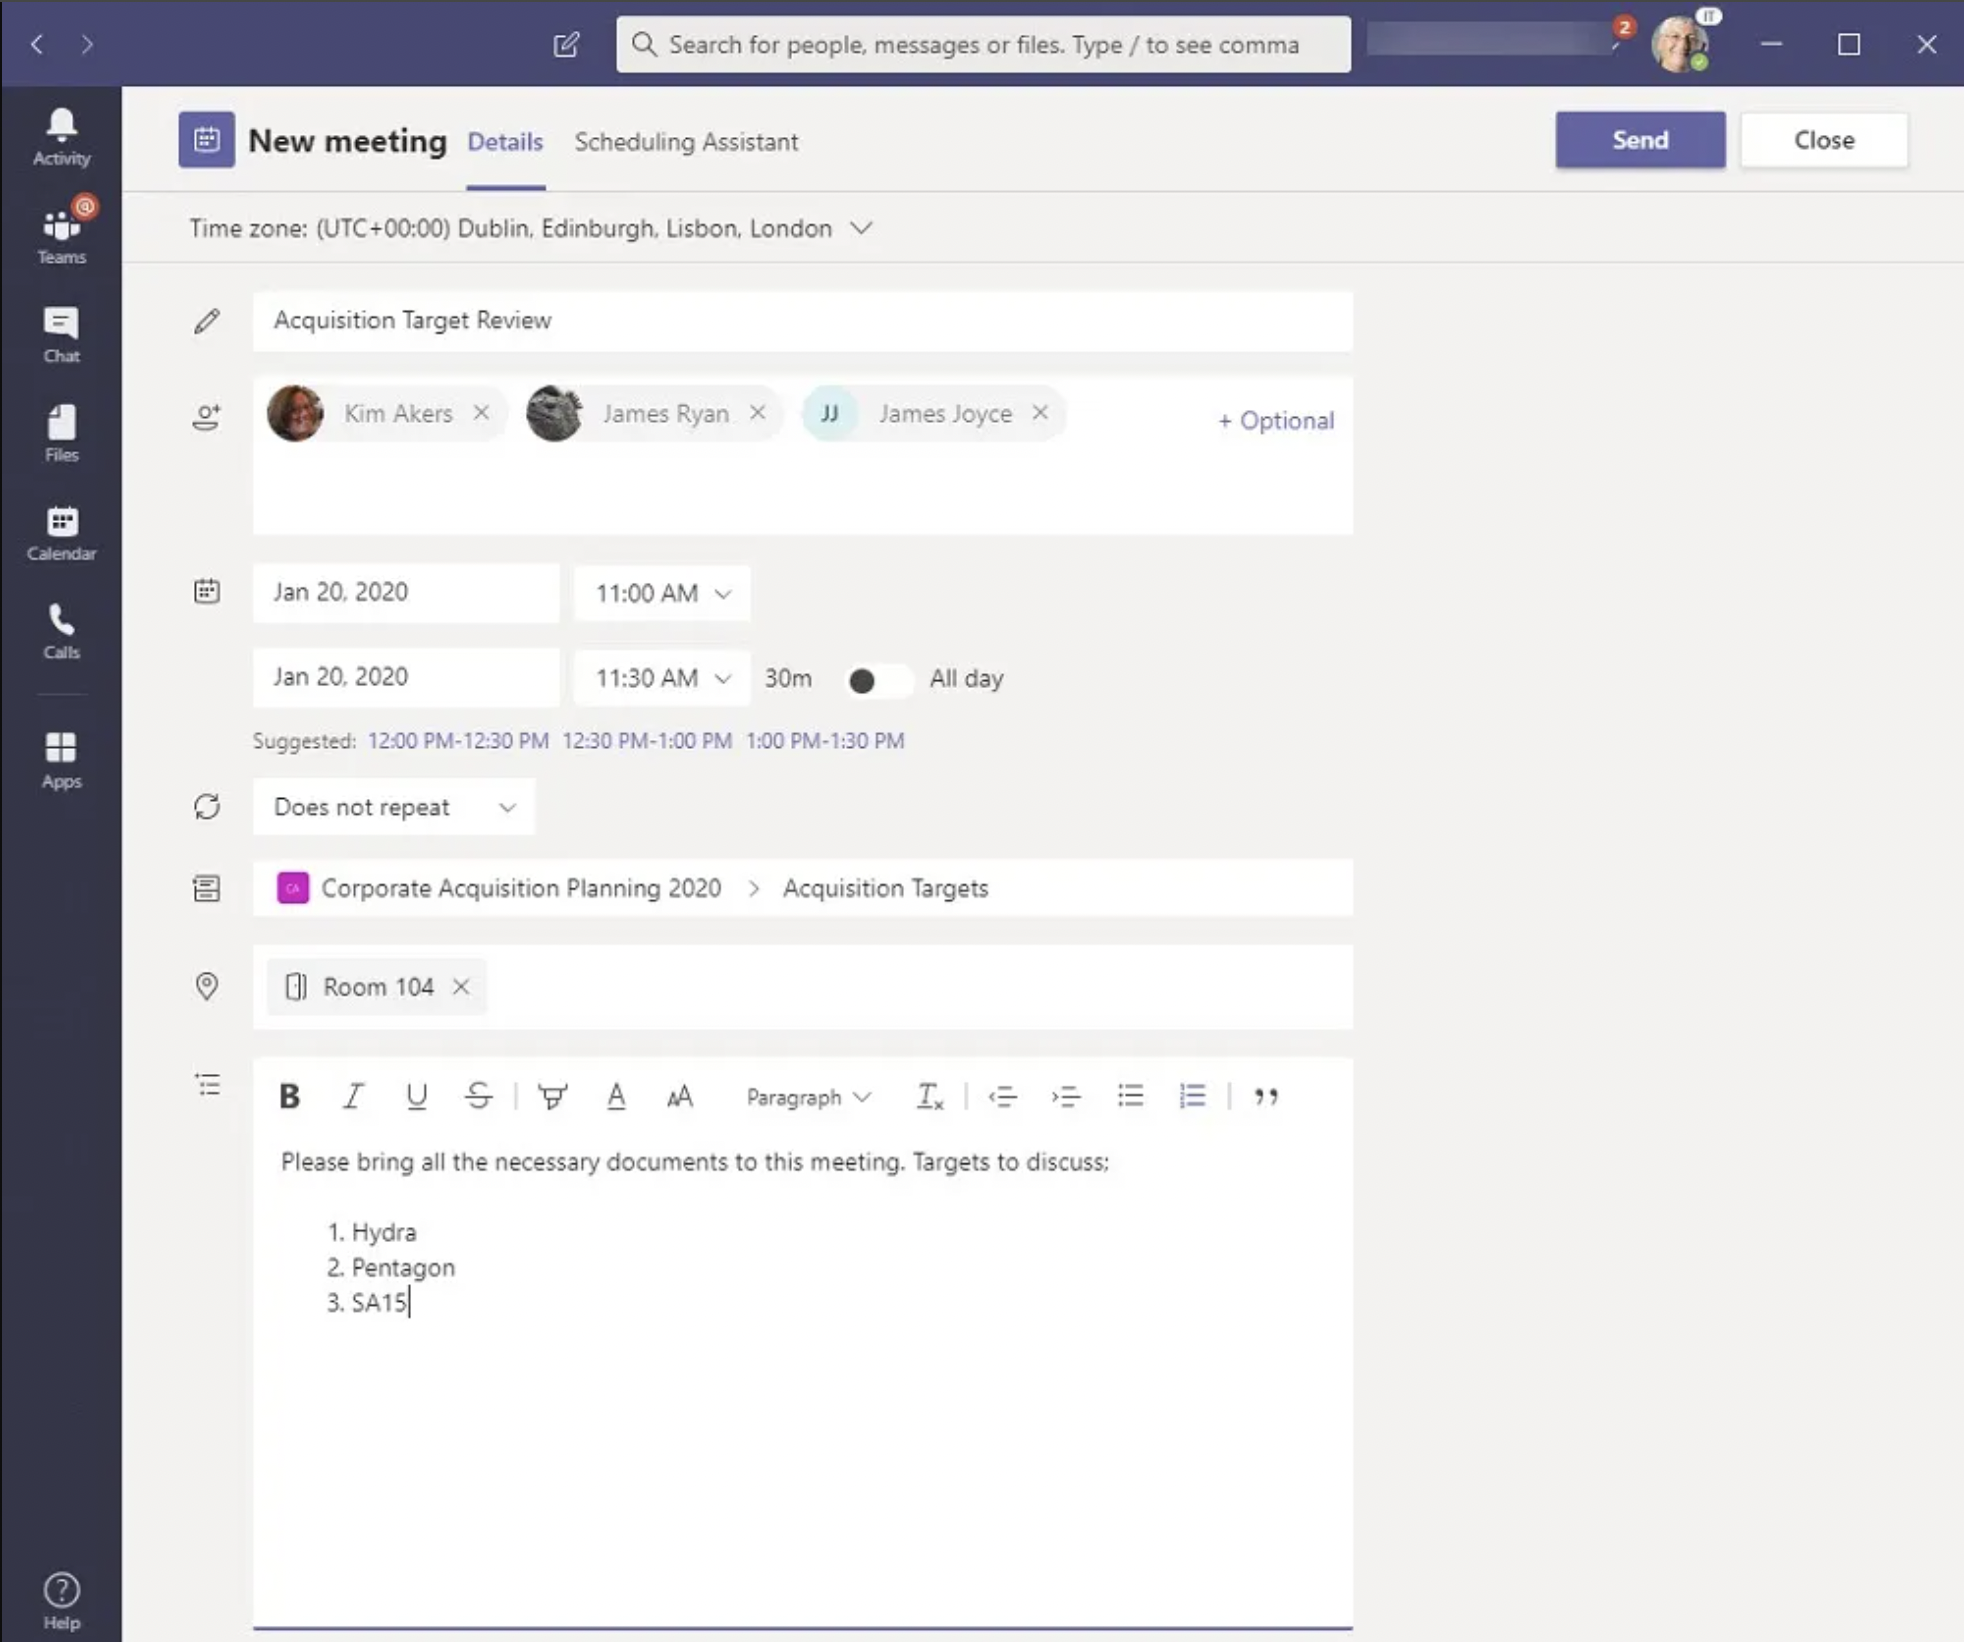 Search for people, messages or files. Type / to see comma
2
IT
Activity
Teams
Chat
Files
Calendar
Calls
Apps
Help
New meeting Details Scheduling Assistant
Send Close
Time zone: (UTC+00:00) Dublin, Edinburgh, Lisbon, London
Acquisition Target Review
Kim Akers James Ryan JJ James Joyce + Optional
Jan 20, 2020 11:00 AM
Jan 20, 2020 11:30 AM 30m All day
Suggested: 12:00 PM-12:30 PM 12:30 PM-1:00 PM 1:00 PM-1:30 PM
Does not repeat
CA Corporate Acquisition Planning 2020 > Acquisition Targets
Room 104
B I U S A AA Paragraph Tx
Please bring all the necessary documents to this meeting. Targets to discuss;
1. Hydra
2. Pentagon
3. SA15